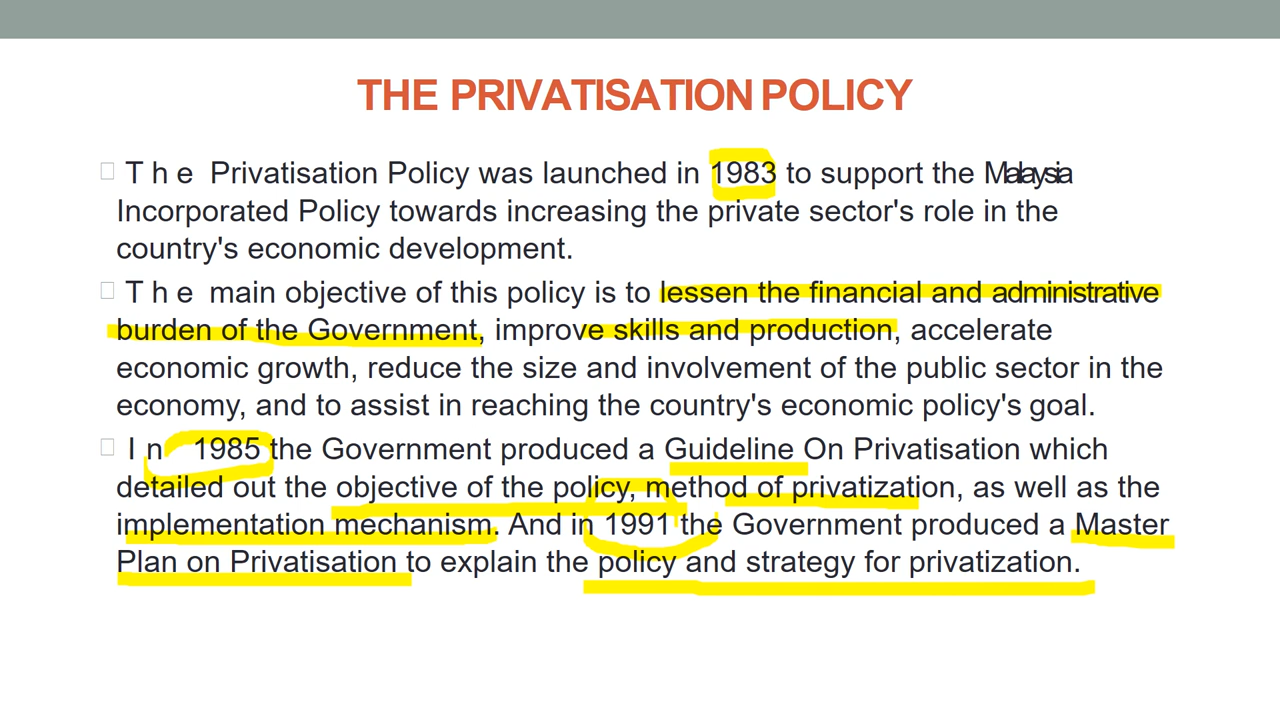 THE PRIVATISATION POLICY
The Privatisation Policy was launched in 1983 to support the Malaysia
Incorporated Policy towards increasing the private sector's role in the
country's economic development.
The main objective of this policy is to lessen the financial and administrative
burden of the Government, improve skills and production, accelerate
economic growth, reduce the size and involvement of the public sector in the
economy, and to assist in reaching the country's economic policy's goal.
In 1985 the Government produced a Guideline On Privatisation which
detailed out the objective of the policy, method of privatization, as well as the
implementation mechanism. And in 1991 the Government produced a Master
Plan on Privatisation to explain the policy and strategy for privatization.